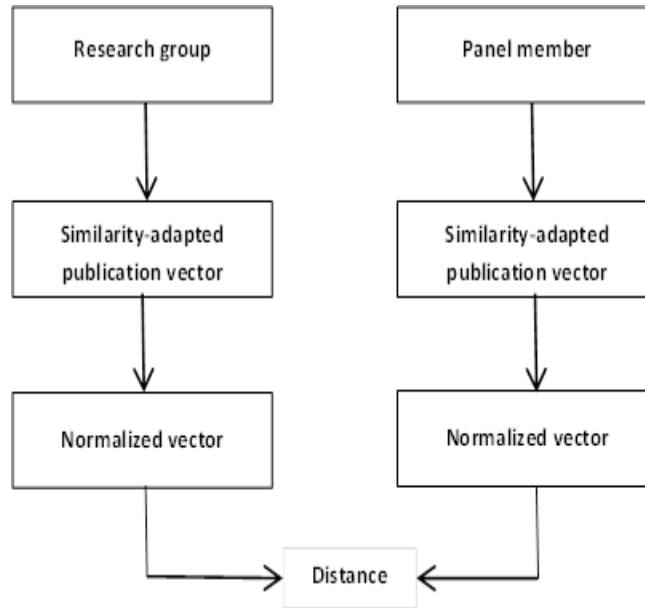 Research group
Panel member
Similarity-adapted
publication vector
Similarity-adapted
publication vector
Normalized vector
Normalized vector
Distance